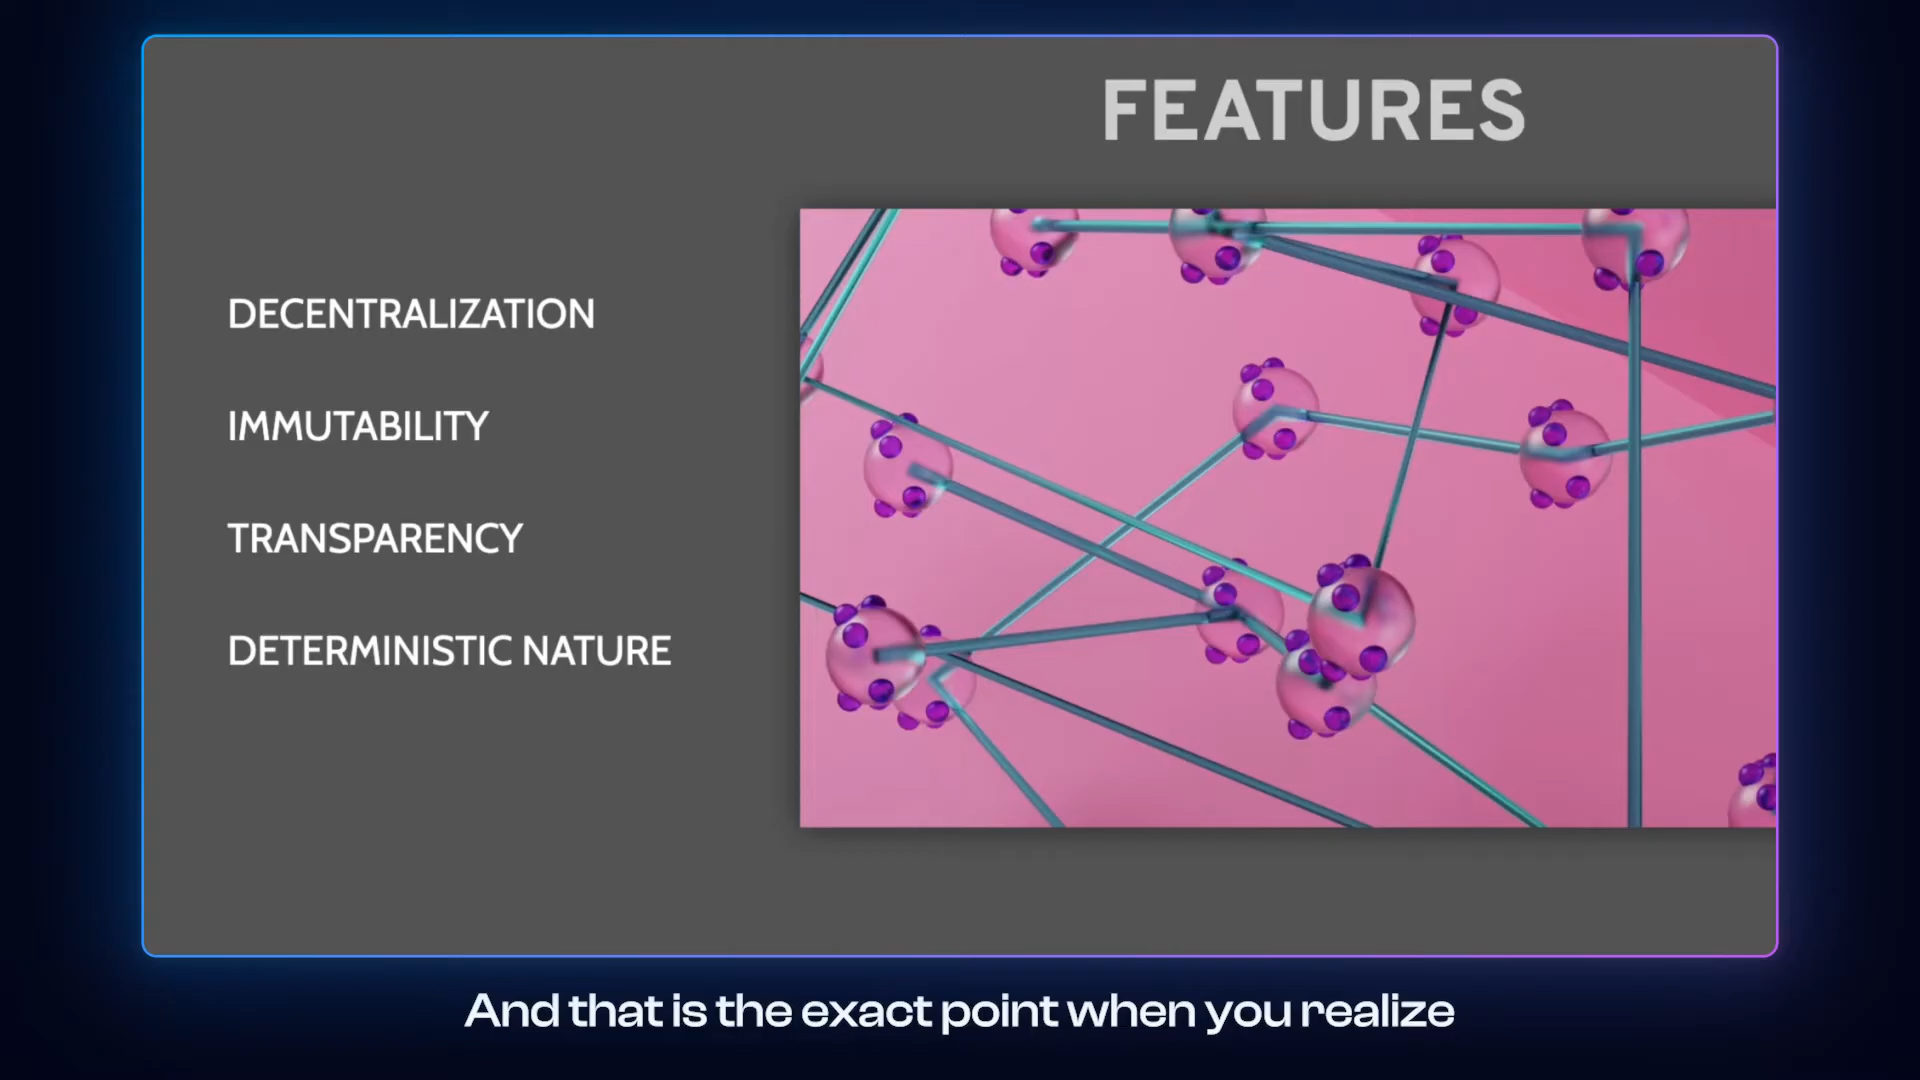 FEATURES
DECENTRALIZATION
IMMUTABILITY
TRANSPARENCY
DETERMINISTIC NATURE
And that is the exact point when you realize